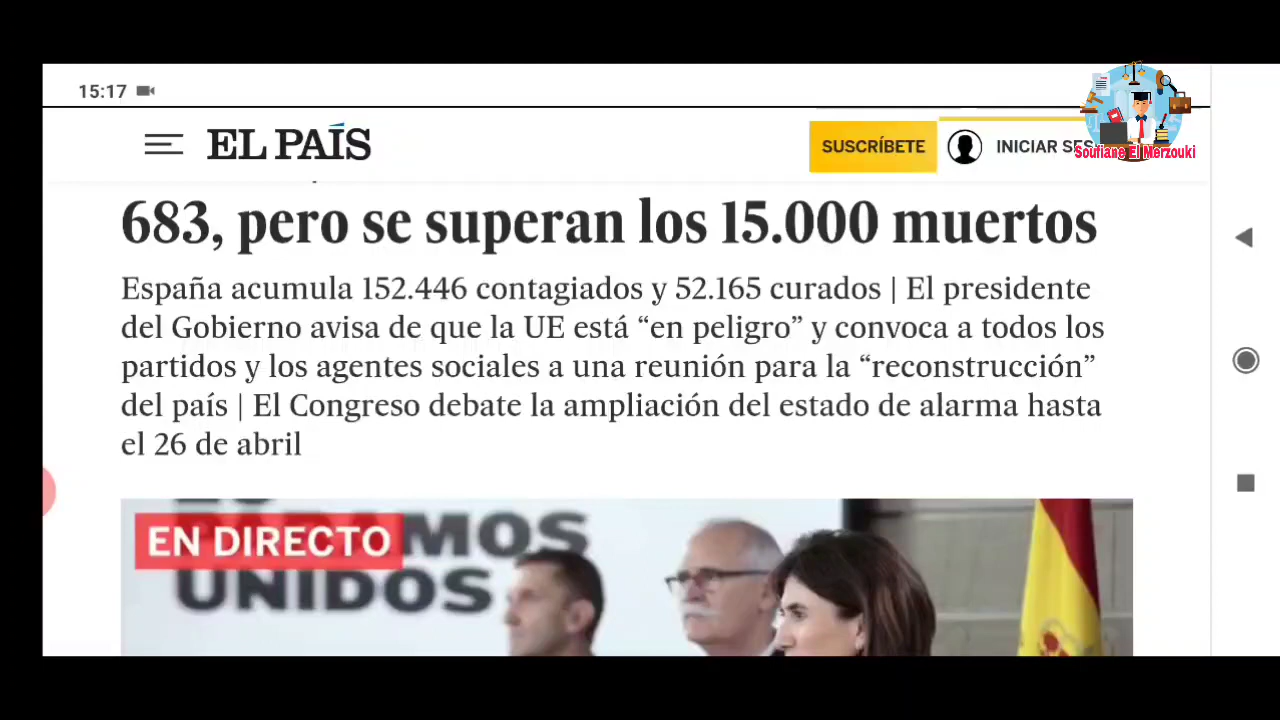 15:17
EL PAÍS
SUSCRÍBETE
INICIAR SES
Soufiane El Merzouki
683, pero se superan los 15.000 muertos
España acumula 152.446 contagiados y 52.165 curados | El presidente
del Gobierno avisa de que la UE está “en peligro” y convoca a todos los
partidos y los agentes sociales a una reunión para la “reconstrucción”
del país | El Congreso debate la ampliación del estado de alarma hasta
el 26 de abril
EN DIRECTO
MOS
UNIDOS